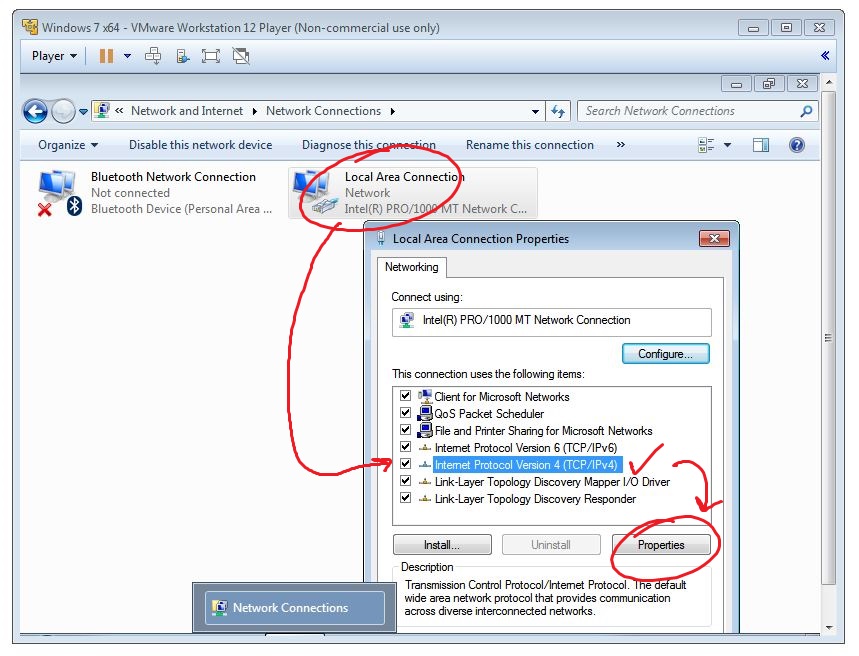 Windows 7 x64 - VMware Workstation 12 Player (Non-commercial use only)
Player
Network and Internet Network Connections Search Network Connections
Organize Disable this network device Diagnose this connection Rename this connection
Bluetooth Network Connection
Not connected
Bluetooth Device (Personal Area ...
Local Area Connection
Network
Intel(R) PRO/1000 MT Network C...
Local Area Connection Properties
Networking
Connect using:
Intel(R) PRO/1000 MT Network Connection
Configure...
This connection uses the following items:
Client for Microsoft Networks
QoS Packet Scheduler
File and Printer Sharing for Microsoft Networks
Internet Protocol Version 6 (TCP/IPv6)
Internet Protocol Version 4 (TCP/IPv4)
Link-Layer Topology Discovery Mapper I/O Driver
Link-Layer Topology Discovery Responder
Install... Uninstall Properties
Description
Transmission Control Protocol/Internet Protocol. The default
wide area network protocol that provides communication
across diverse interconnected networks.
Network Connections